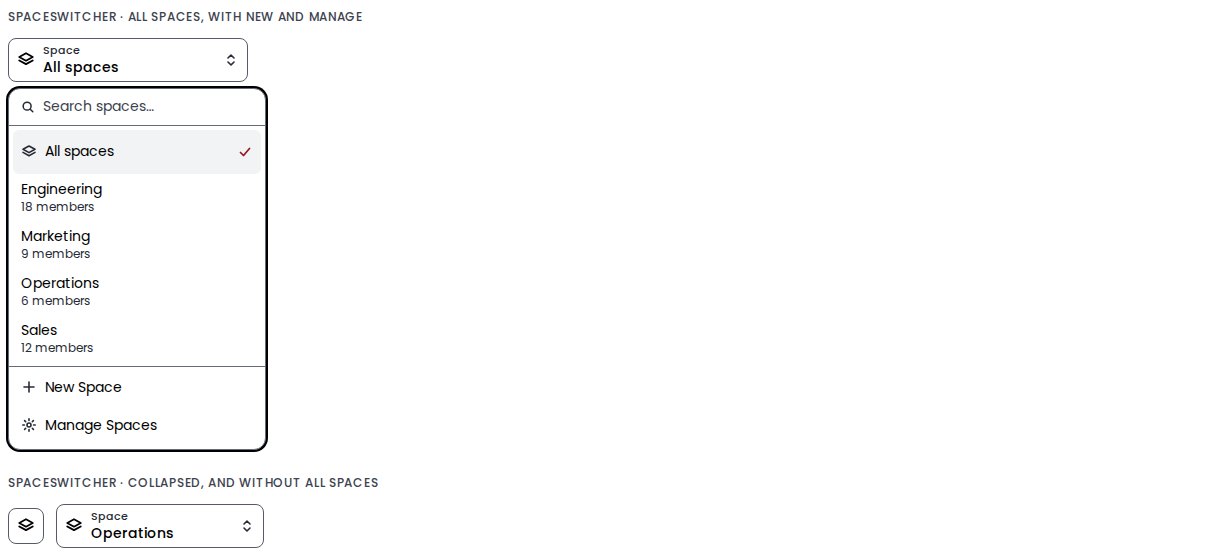 SPACESWITCHER · ALL SPACES, WITH NEW AND MANAGE
Space
All spaces
Search spaces…
All spaces
Engineering
18 members
Marketing
9 members
Operations
6 members
Sales
12 members
New Space
Manage Spaces
SPACESWITCHER · COLLAPSED, AND WITHOUT ALL SPACES
Space
Operations